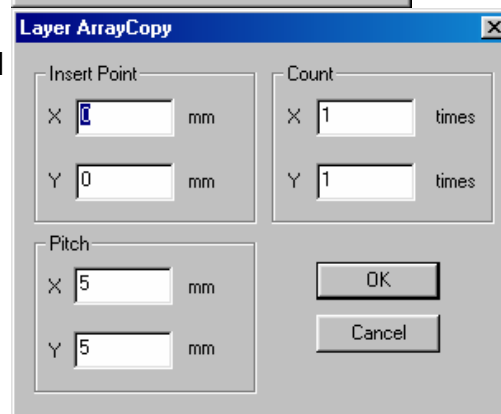 Layer ArrayCopy
Insert Point
X 0 mm
Y 0 mm
Count
X 1 times
Y 1 times
Pitch
X 5 mm
Y 5 mm
OK
Cancel